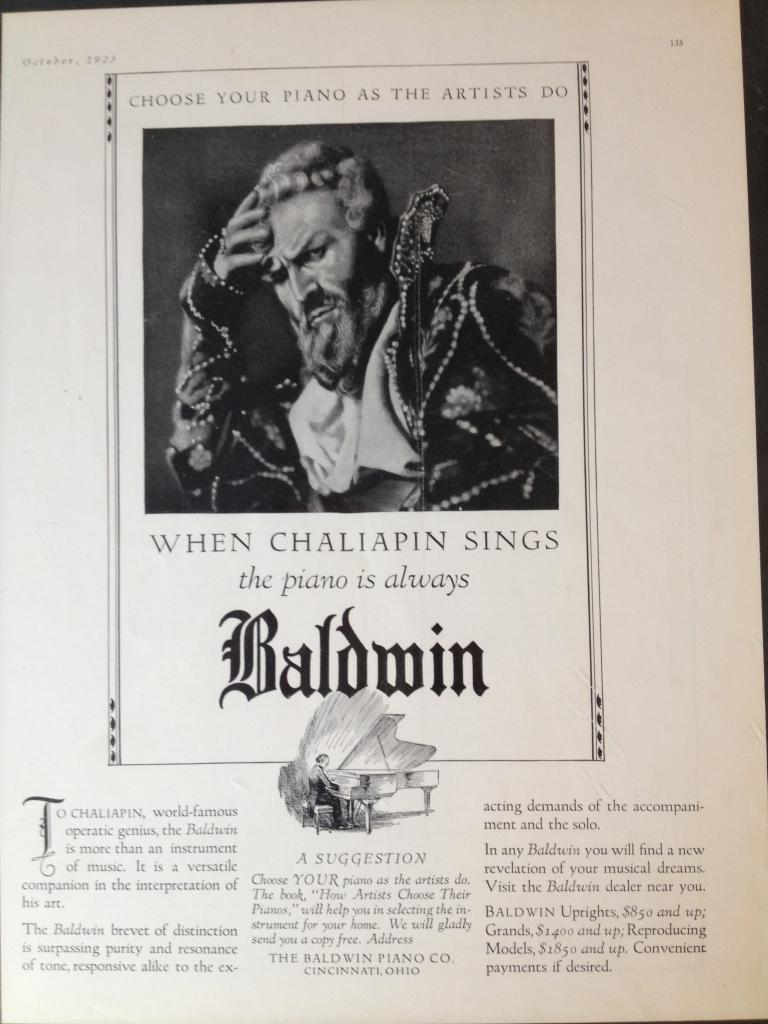 October, 1925
133
CHOOSE YOUR PIANO AS THE ARTISTS DO
WHEN CHALIAPIN SINGS
the piano is always
Baldwin
TO CHALIAPIN, world-famous
operatic genius, the Baldwin
is more than an instrument
of music. It is a versatile
companion in the interpretation of
his art.
The Baldwin brevet of distinction
is surpassing purity and resonance
of tone, responsive alike to the ex-
A SUGGESTION
Choose YOUR piano as the artists do.
The book, "How Artists Choose Their
Pianos," will help you in selecting the in-
strument for your home. We will gladly
send you a copy free. Address
THE BALDWIN PIANO CO.
CINCINNATI, OHIO
acting demands of the accompani-
ment and the solo.
In any Baldwin you will find a new
revelation of your musical dreams.
Visit the Baldwin dealer near you.
BALDWIN Uprights, $850 and up;
Grands, $1400 and up; Reproducing
Models, $1850 and up. Convenient
payments if desired.